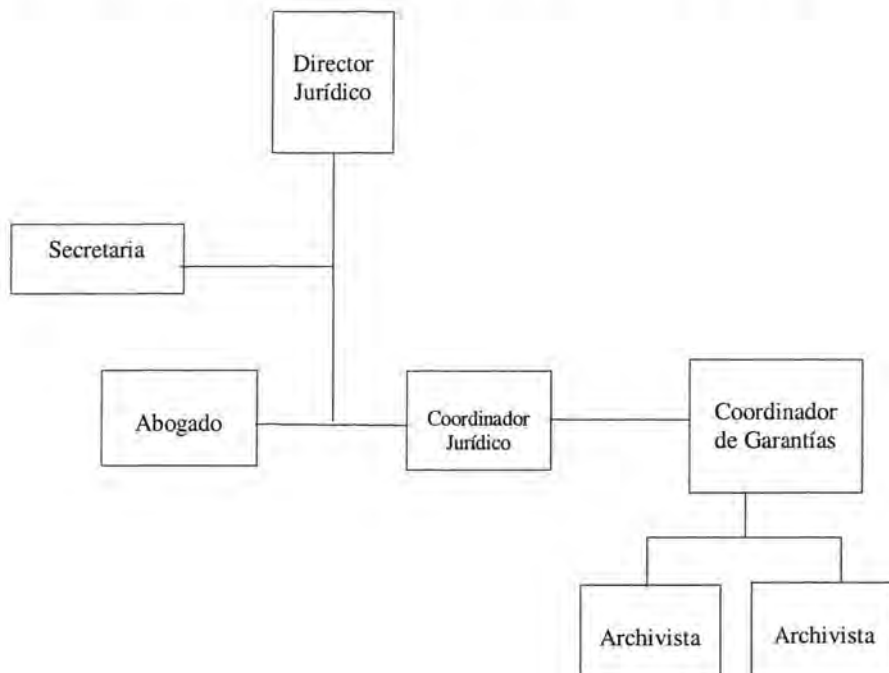 Director
Jurídico
Secretaria
Abogado
Coordinador
Jurídico
Coordinador
de Garantías
Archivista
Archivista